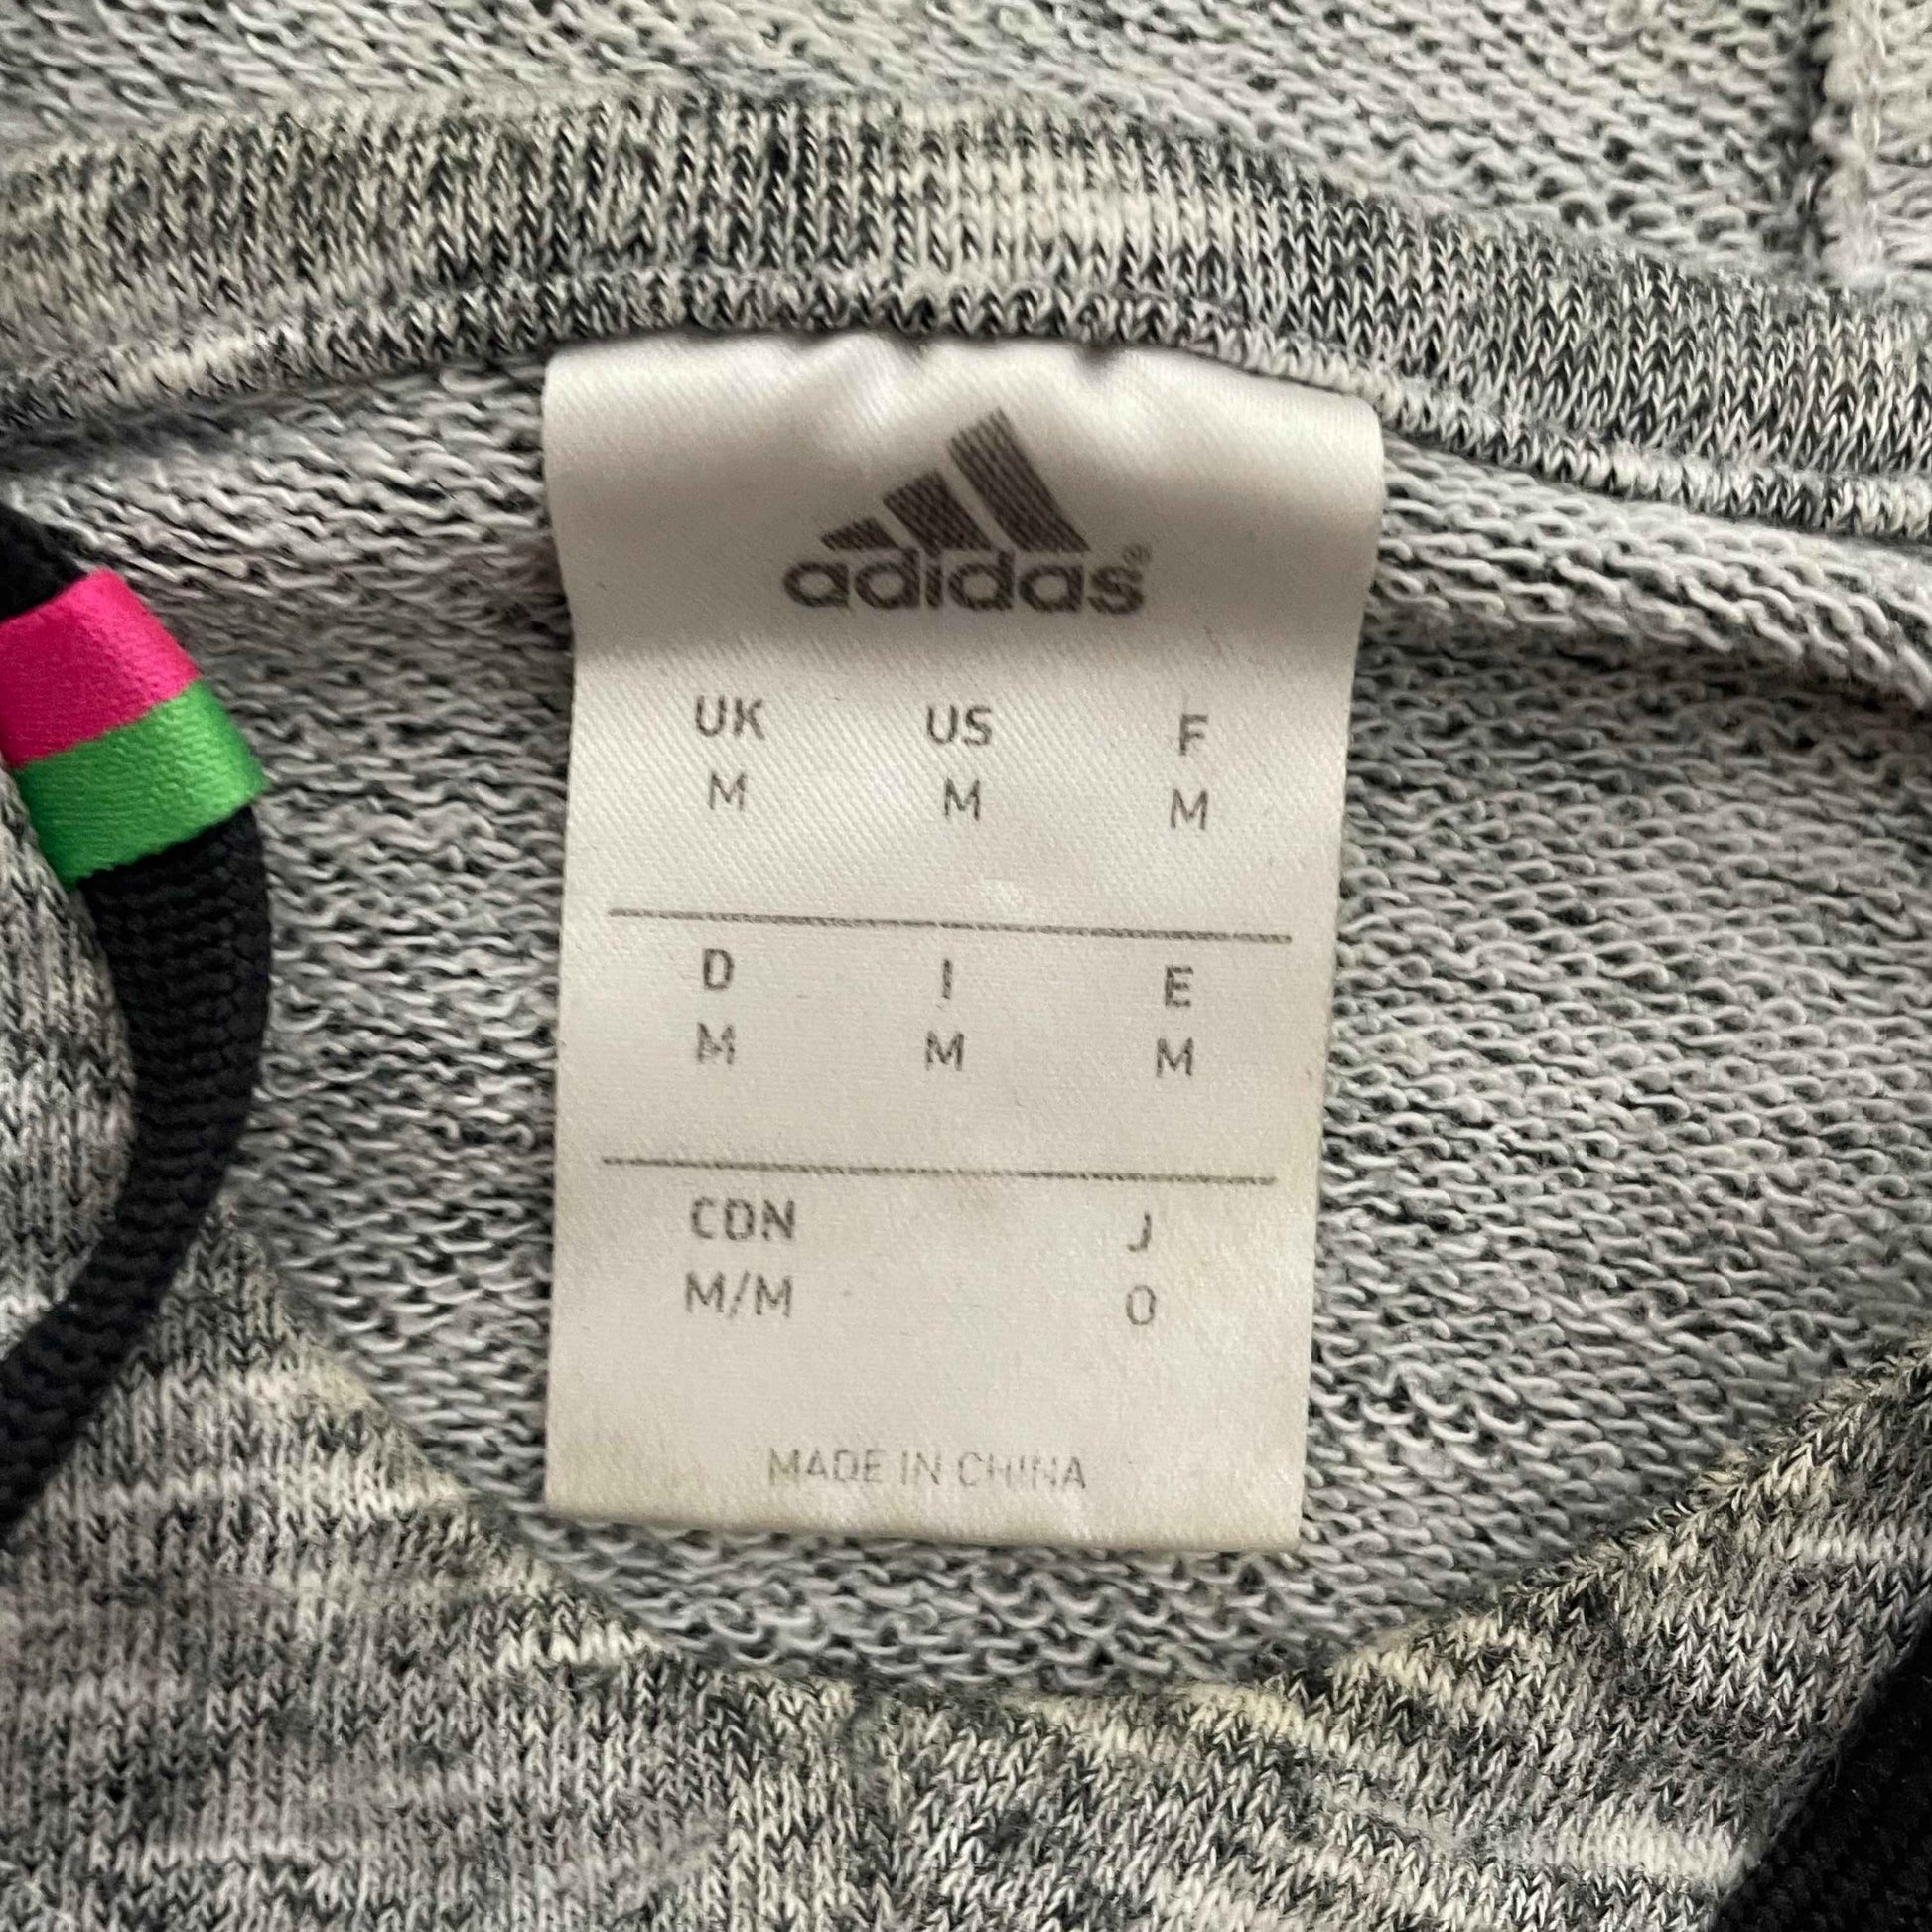 adidas®
UK US F
M M M
D I E
M M M
CDN J
M/M O
MADE IN CHINA